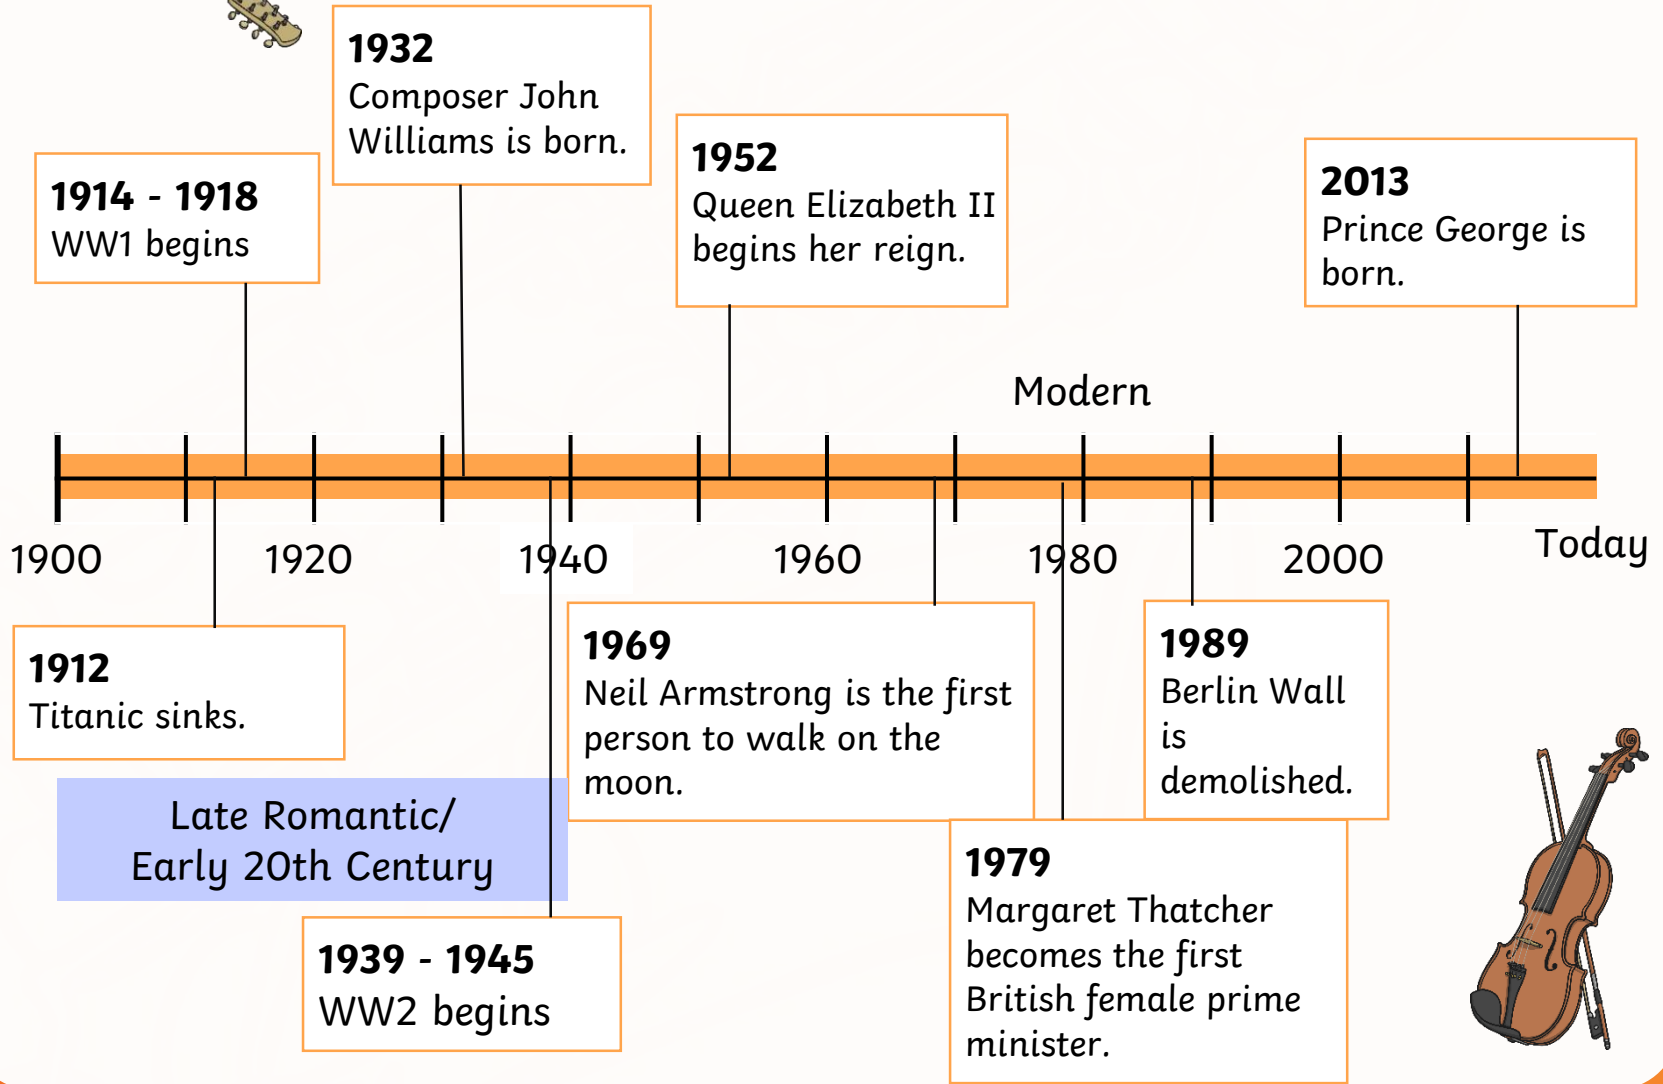 1932
Composer John
Williams is born.
1914 - 1918
WW1 begins
1952
Queen Elizabeth II
begins her reign.
2013
Prince George is
born.
Modern
1900
1920
1940
1960
1980
2000
Today
1912
Titanic sinks.
1969
Neil Armstrong is the first
person to walk on the
moon.
1989
Berlin Wall
is
demolished.
Late Romantic/
Early 20th Century
1939 - 1945
WW2 begins
1979
Margaret Thatcher
becomes the first
British female prime
minister.